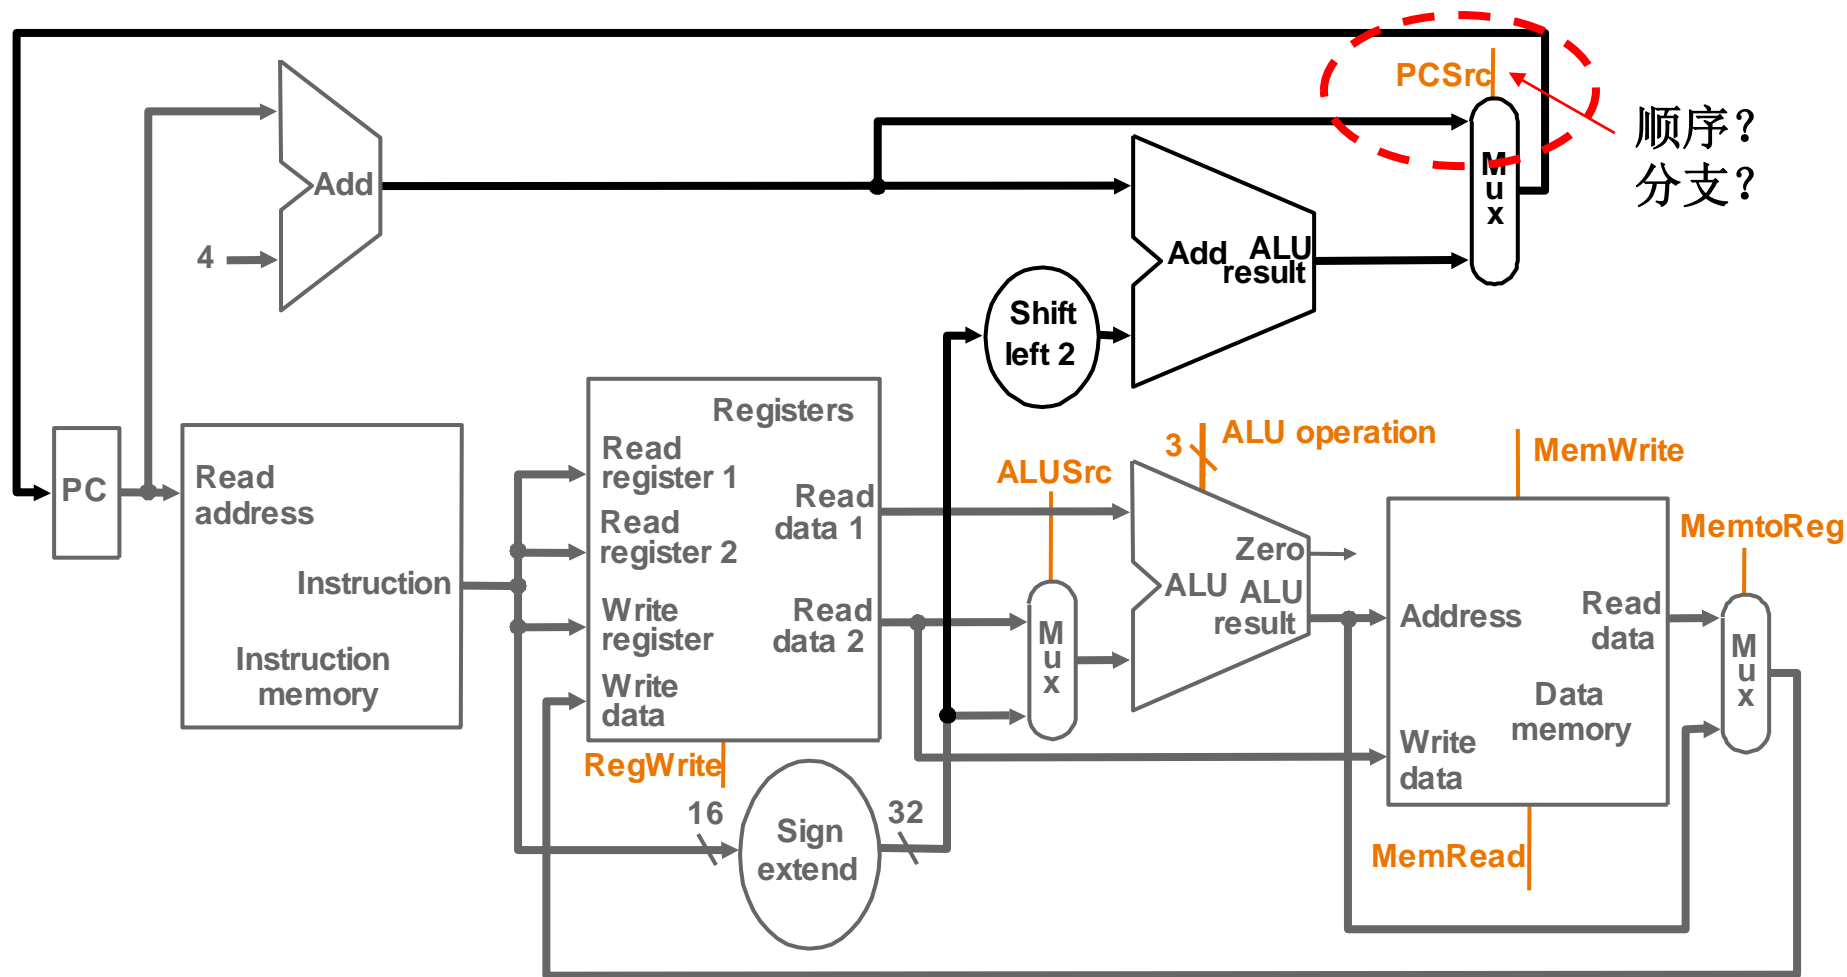 PCSrc
顺序?
分支?
M
u
x
Add
4
Add
ALU
result
Shift
left 2
PC
Read
address
Instruction
Instruction
memory
Registers
Read
register 1
Read
register 2
Write
register
Write
data
Read
data 1
Read
data 2
RegWrite
16
Sign
extend
32
ALUSrc
M
u
x
3
ALU operation
Zero
ALU
ALU
result
MemWrite
Address
Read
data
Data
memory
Write
data
MemRead
MemtoReg
M
u
x